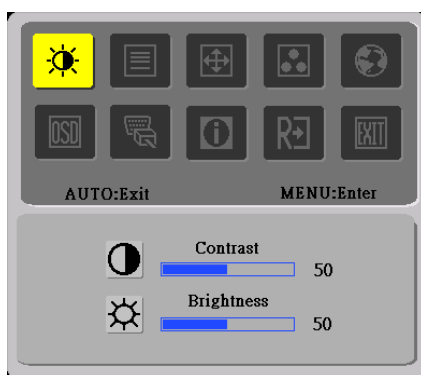 OSD
i
R
EXIT
AUTO:Exit MENU:Enter
Contrast
50
Brightness
50